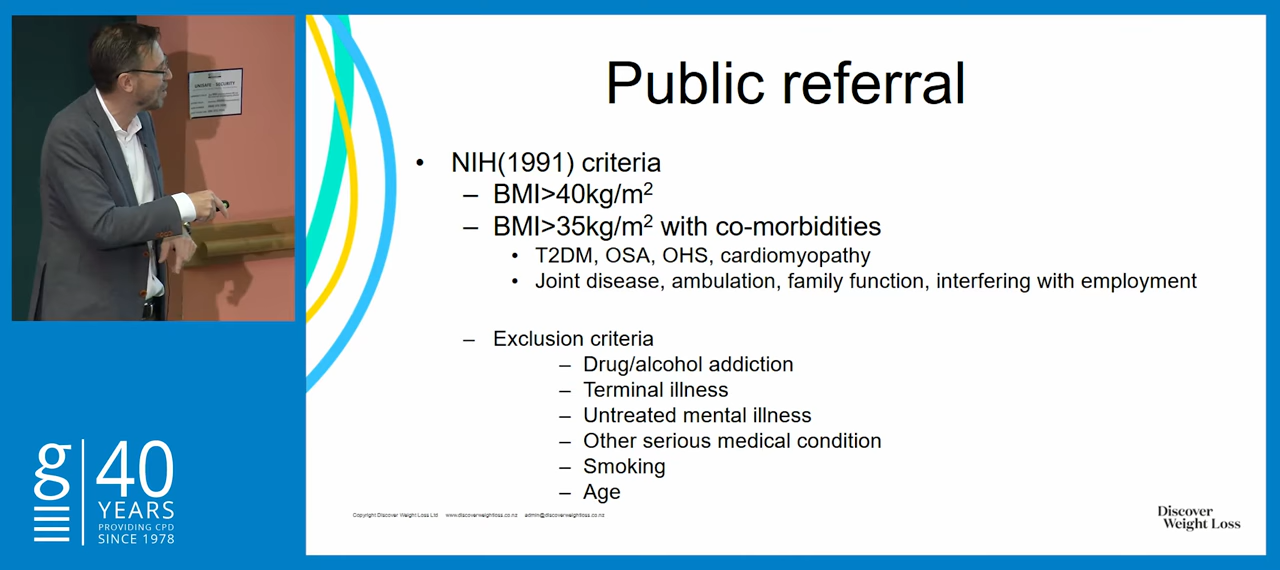 Public referral
• NIH(1991) criteria
– BMI>40kg/m²
– BMI>35kg/m² with co-morbidities
• T2DM, OSA, OHS, cardiomyopathy
• Joint disease, ambulation, family function, interfering with employment
– Exclusion criteria
– Drug/alcohol addiction
– Terminal illness
– Untreated mental illness
– Other serious medical condition
– Smoking
– Age
Copyright Discover Weight Loss Ltd www.discoverweightloss.co.nz admin@discoverweightloss.co.nz
Discover
Weight Loss
g
40
YEARS
PROVIDING CPD
SINCE 1978